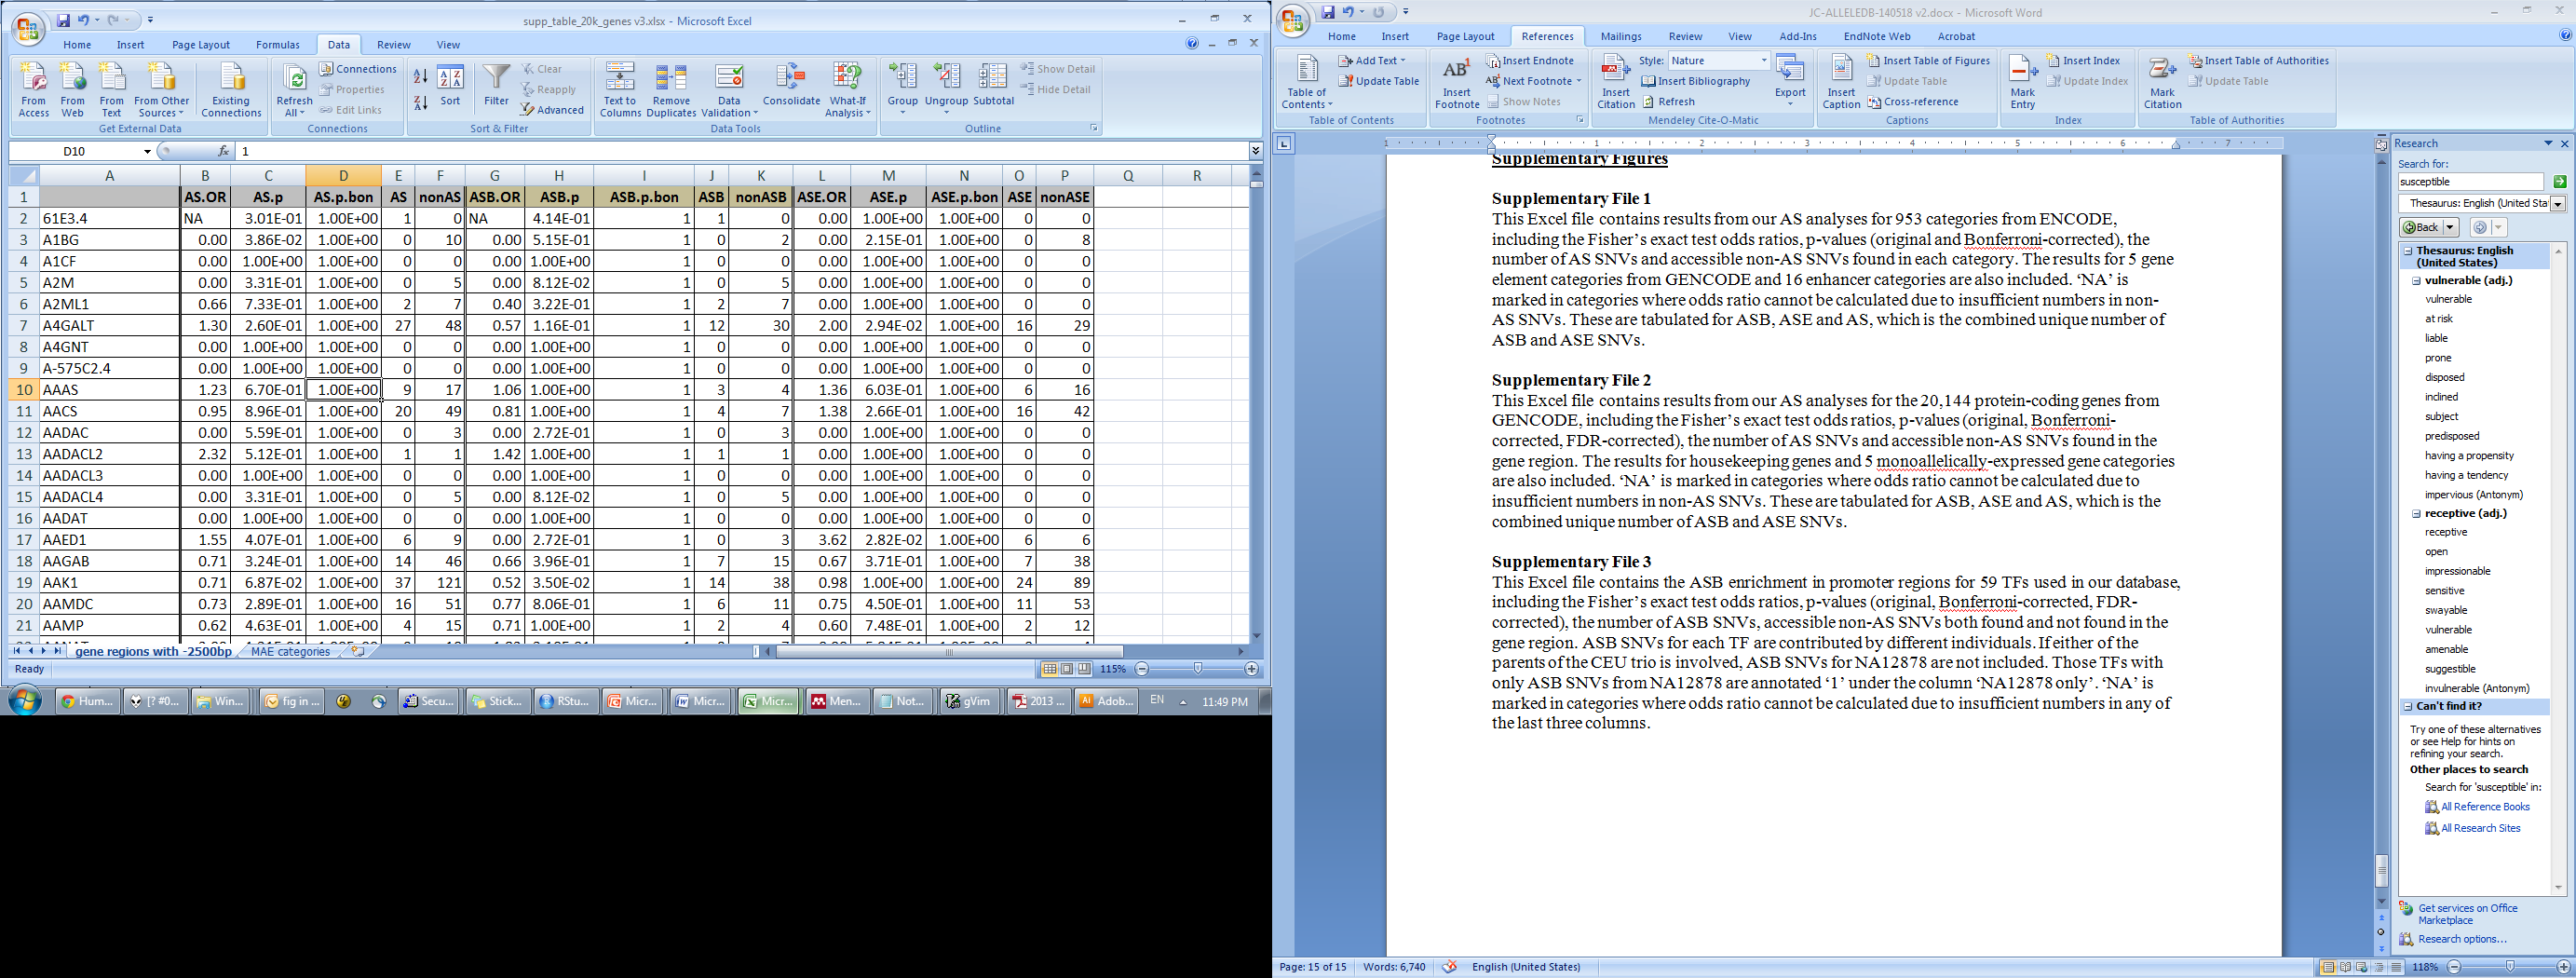 supp_table_20k_genes v3.xlsx - Microsoft Excel
Home Insert Page Layout Formulas Data Review View
From Access
From Web
From Text
From Other Sources
Existing Connections
Get External Data
Refresh All
Connections
Properties
Edit Links
Connections
Sort
Filter
Clear
Reapply
Advanced
Sort & Filter
Text to Columns
Remove Duplicates
Data Validation
Consolidate
What-If Analysis
Data Tools
Group
Ungroup
Subtotal
Show Detail
Hide Detail
Outline
D10 fx 1
A B C D E F G H I J K L M N O P Q R
1 AS.OR AS.p AS.p.bon AS nonAS ASB.OR ASB.p ASB.p.bon ASB nonASB ASE.OR ASE.p ASE.p.bon ASE nonASE
2 61E3.4 NA 3.01E-01 1.00E+00 1 0 NA 4.14E-01 1 1 0 0.00 1.00E+00 1.00E+00 0 0
3 A1BG 0.00 3.86E-02 1.00E+00 0 10 0.00 5.15E-01 1 0 2 0.00 2.15E-01 1.00E+00 0 8
4 A1CF 0.00 1.00E+00 1.00E+00 0 0 0.00 1.00E+00 1 0 0 0.00 1.00E+00 1.00E+00 0 0
5 A2M 0.00 3.31E-01 1.00E+00 0 5 0.00 8.12E-02 1 0 5 0.00 1.00E+00 1.00E+00 0 0
6 A2ML1 0.66 7.33E-01 1.00E+00 2 7 0.40 3.22E-01 1 2 7 0.00 1.00E+00 1.00E+00 0 0
7 A4GALT 1.30 2.60E-01 1.00E+00 27 48 0.57 1.16E-01 1 12 30 2.00 2.94E-02 1.00E+00 16 29
8 A4GNT 0.00 1.00E+00 1.00E+00 0 0 0.00 1.00E+00 1 0 0 0.00 1.00E+00 1.00E+00 0 0
9 A-575C2.4 0.00 1.00E+00 1.00E+00 0 0 0.00 1.00E+00 1 0 0 0.00 1.00E+00 1.00E+00 0 0
10 AAAS 1.23 6.70E-01 1.00E+00 9 17 1.06 1.00E+00 1 3 4 1.36 6.03E-01 1.00E+00 6 16
11 AACS 0.95 8.96E-01 1.00E+00 20 49 0.81 1.00E+00 1 4 7 1.38 2.66E-01 1.00E+00 16 42
12 AADAC 0.00 5.59E-01 1.00E+00 0 3 0.00 2.72E-01 1 0 3 0.00 1.00E+00 1.00E+00 0 0
13 AADACL2 2.32 5.12E-01 1.00E+00 1 1 1.42 1.00E+00 1 1 1 0.00 1.00E+00 1.00E+00 0 0
14 AADACL3 0.00 1.00E+00 1.00E+00 0 0 0.00 1.00E+00 1 0 0 0.00 1.00E+00 1.00E+00 0 0
15 AADACL4 0.00 3.31E-01 1.00E+00 0 5 0.00 8.12E-02 1 0 5 0.00 1.00E+00 1.00E+00 0 0
16 AADAT 0.00 1.00E+00 1.00E+00 0 0 0.00 1.00E+00 1 0 0 0.00 1.00E+00 1.00E+00 0 0
17 AAED1 1.55 4.07E-01 1.00E+00 6 9 0.00 2.72E-01 1 0 3 3.62 2.82E-02 1.00E+00 6 6
18 AAGAB 0.71 3.24E-01 1.00E+00 14 46 0.66 3.96E-01 1 7 15 0.67 3.71E-01 1.00E+00 7 38
19 AAK1 0.71 6.87E-02 1.00E+00 37 121 0.52 3.50E-02 1 14 38 0.98 1.00E+00 1.00E+00 24 89
20 AAMDC 0.73 2.89E-01 1.00E+00 16 51 0.77 8.06E-01 1 6 11 0.75 4.50E-01 1.00E+00 11 53
21 AAMP 0.62 4.63E-01 1.00E+00 4 15 0.71 1.00E+00 1 2 4 0.60 7.48E-01 1.00E+00 2 12
gene regions with -2500bp MAE categories
Ready 115%
Hum... [? #0... Win... fig in ... Secu... Stick... RStu... Micr... Micr... Micr... Men... Not... gVim 2013 ... Adob... EN 11:49 PM
JC-ALLELEDB-140518 v2.docx - Microsoft Word
Home Insert Page Layout References Mailings Review View Add-Ins EndNote Web Acrobat
Table of Contents
Add Text
Update Table
Table of Contents
AB1
Insert Footnote
Insert Endnote
Next Footnote
Show Notes
Footnotes
Insert Citation
Style: Nature
Insert Bibliography
Refresh
Export
Mendeley Cite-O-Matic
Insert Caption
Insert Table of Figures
Update Table
Cross-reference
Captions
Mark Entry
Insert Index
Update Index
Index
Mark Citation
Insert Table of Authorities
Update Table
Table of Authorities
1 1 2 3 4 5 6 7
Supplementary Figures
Supplementary File 1
This Excel file contains results from our AS analyses for 953 categories from ENCODE,
including the Fisher’s exact test odds ratios, p-values (original and Bonferroni-corrected), the
number of AS SNVs and accessible non-AS SNVs found in each category. The results for 5 gene
element categories from GENCODE and 16 enhancer categories are also included. ‘NA’ is
marked in categories where odds ratio cannot be calculated due to insufficient numbers in non-
AS SNVs. These are tabulated for ASB, ASE and AS, which is the combined unique number of
ASB and ASE SNVs.
Supplementary File 2
This Excel file contains results from our AS analyses for the 20,144 protein-coding genes from
GENCODE, including the Fisher’s exact test odds ratios, p-values (original, Bonferroni-
corrected, FDR-corrected), the number of AS SNVs and accessible non-AS SNVs found in the
gene region. The results for housekeeping genes and 5 monoallelically-expressed gene categories
are also included. ‘NA’ is marked in categories where odds ratio cannot be calculated due to
insufficient numbers in non-AS SNVs. These are tabulated for ASB, ASE and AS, which is the
combined unique number of ASB and ASE SNVs.
Supplementary File 3
This Excel file contains the ASB enrichment in promoter regions for 59 TFs used in our database,
including the Fisher’s exact test odds ratios, p-values (original, Bonferroni-corrected, FDR-
corrected), the number of ASB SNVs, accessible non-AS SNVs both found and not found in the
gene region. ASB SNVs for each TF are contributed by different individuals. If either of the
parents of the CEU trio is involved, ASB SNVs for NA12878 are not included. Those TFs with
only ASB SNVs from NA12878 are annotated ‘1’ under the column ‘NA12878 only’. ‘NA’ is
marked in categories where odds ratio cannot be calculated due to insufficient numbers in any of
the last three columns.
Research
Search for:
susceptible
Thesaurus: English (United Sta
Back
Thesaurus: English
(United States)
vulnerable (adj.)
vulnerable
at risk
liable
prone
disposed
inclined
subject
predisposed
having a propensity
having a tendency
impervious (Antonym)
receptive (adj.)
receptive
open
impressionable
sensitive
swayable
vulnerable
amenable
suggestible
invulnerable (Antonym)
Can't find it?
Try one of these alternatives
or see Help for hints on
refining your search.
Other places to search
Search for 'susceptible' in:
All Reference Books
All Research Sites
Get services on Office
Marketplace
Research options...
Page: 15 of 15 Words: 6,740 English (United States) 118%